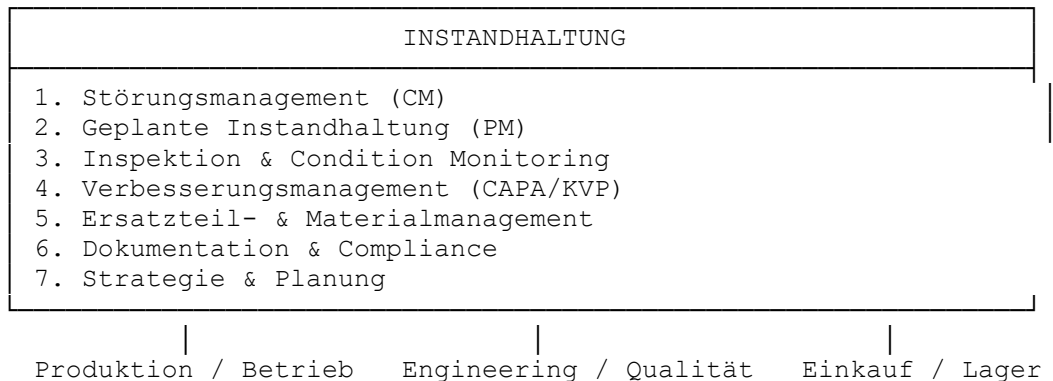 INSTANDHALTUNG
1. Störungsmanagement (CM)
2. Geplante Instandhaltung (PM)
3. Inspektion & Condition Monitoring
4. Verbesserungsmanagement (CAPA/KVP)
5. Ersatzteil- & Materialmanagement
6. Dokumentation & Compliance
7. Strategie & Planung
Produktion / Betrieb Engineering / Qualität Einkauf / Lager